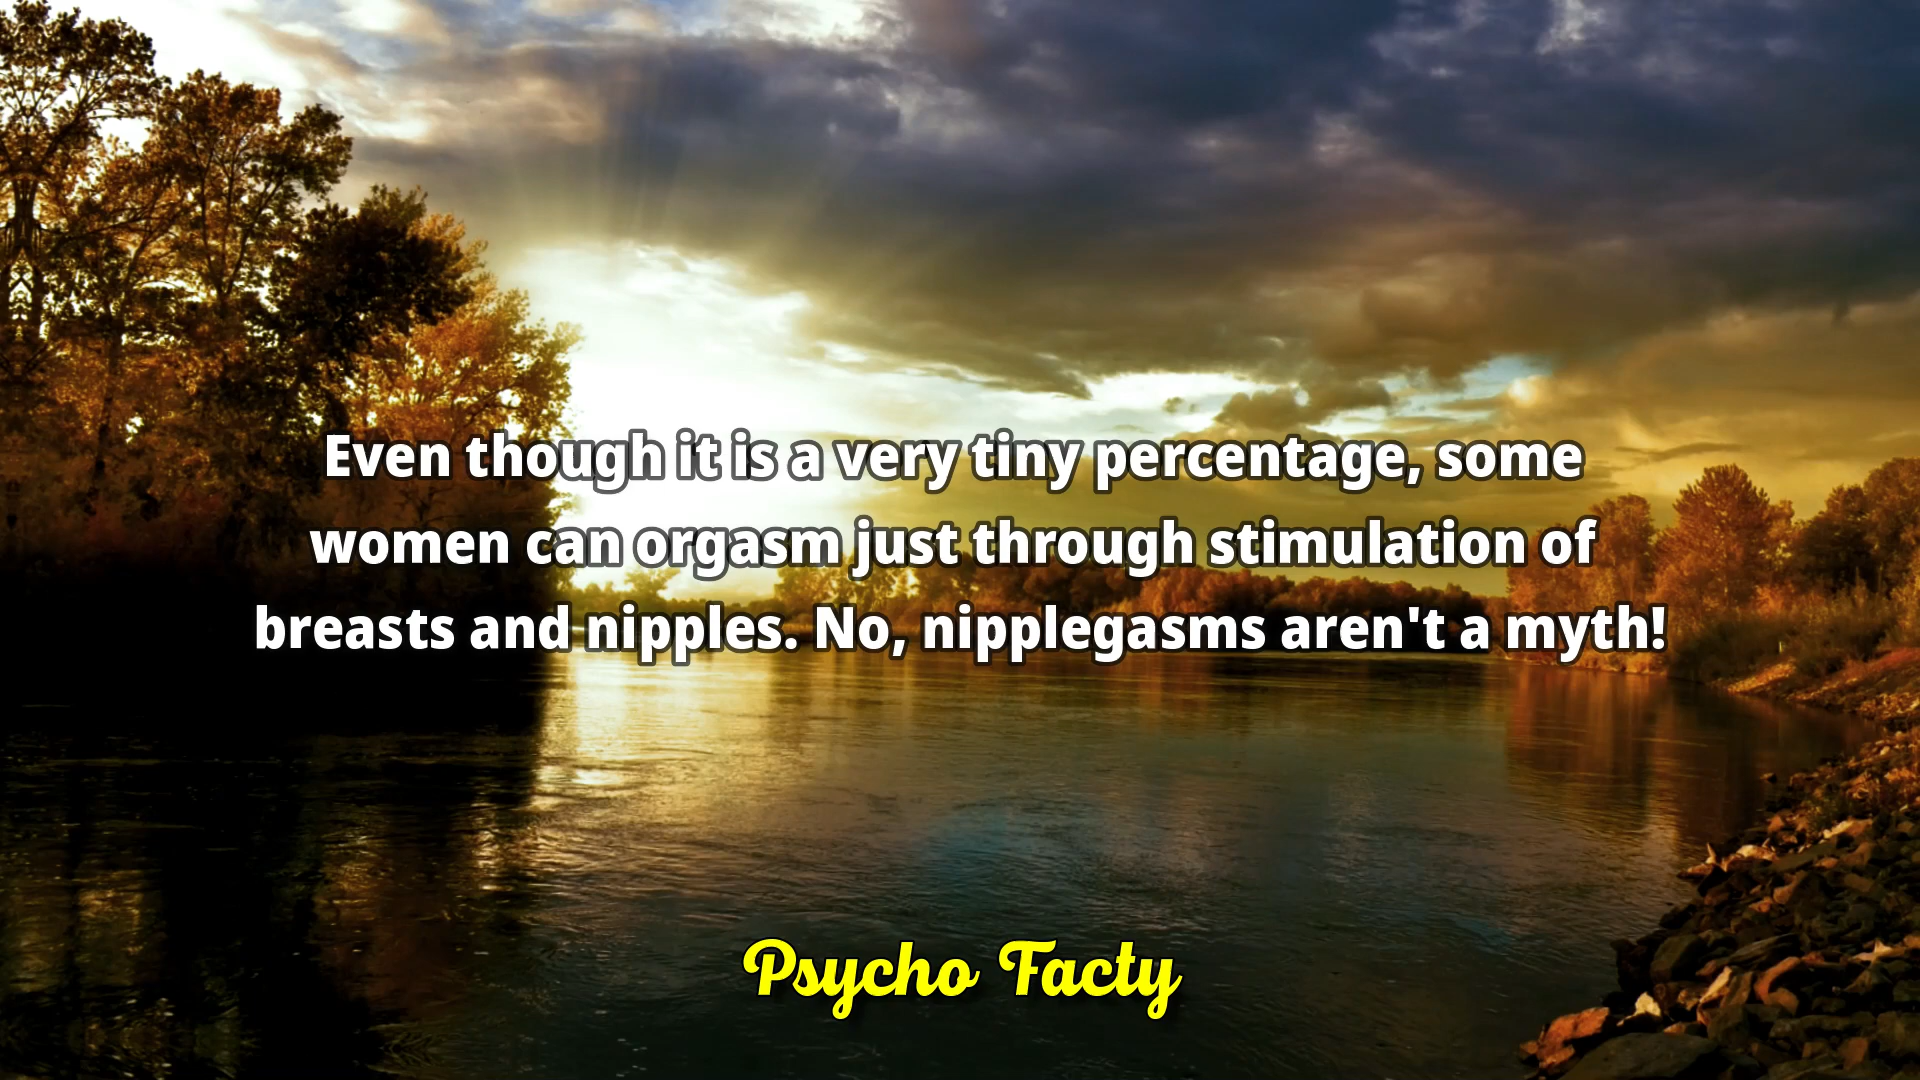 Even though it is a very tiny percentage, some
women can orgasm just through stimulation of
breasts and nipples. No, nipplegasms aren't a myth!
Psycho Facty